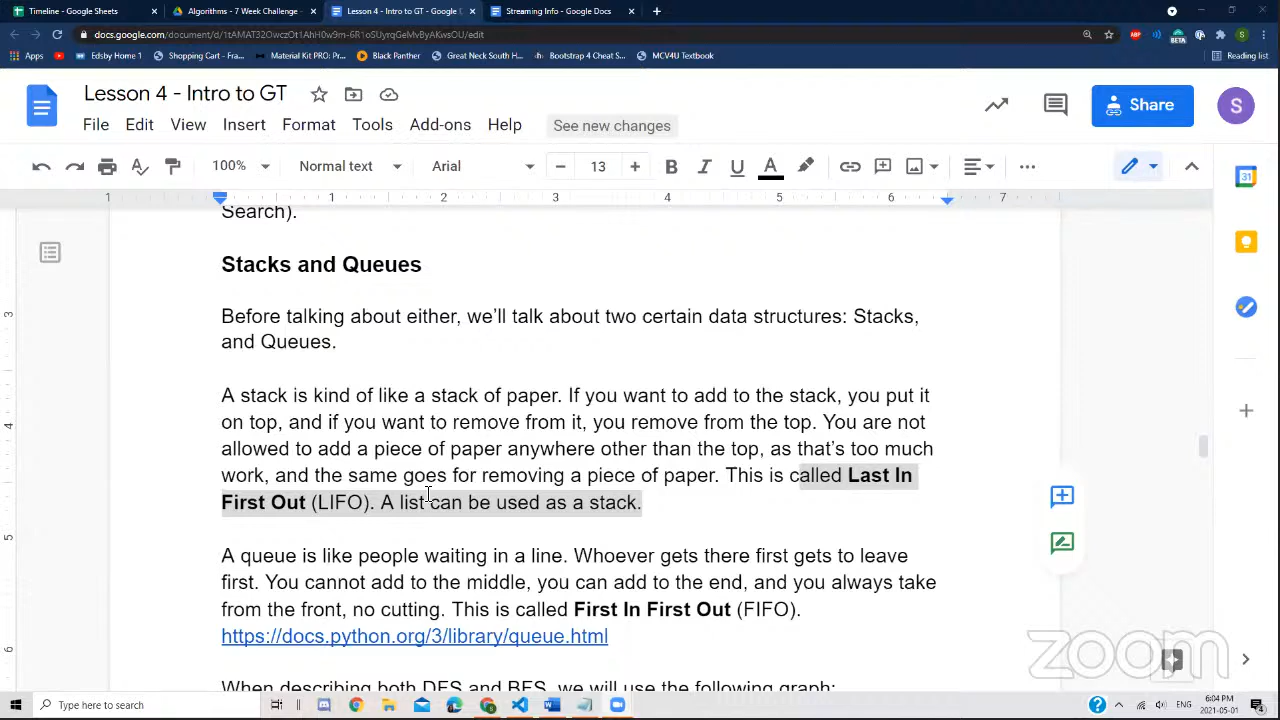 Timeline - Google Sheets
Algorithms - 7 Week Challenge
Lesson 4 - Intro to GT - Google
Streaming Info - Google Docs
Apps
Edsby Home 1
Shopping Cart - Fra...
Material Kit PRO: Pr...
Black Panther
Great Neck South H...
Bootstrap 4 Cheat S...
MCV4U Textbook
Reading list
Lesson 4 - Intro to GT
File Edit View Insert Format Tools Add-ons Help See new changes
Share
S
100% Normal text Arial 13 B I U A
1 1 2 3 4 5 6 7
Search).
Stacks and Queues
Before talking about either, we'll talk about two certain data structures: Stacks,
and Queues.
A stack is kind of like a stack of paper. If you want to add to the stack, you put it
on top, and if you want to remove from it, you remove from the top. You are not
allowed to add a piece of paper anywhere other than the top, as that's too much
work, and the same goes for removing a piece of paper. This is called Last In
First Out (LIFO). A list can be used as a stack.
A queue is like people waiting in a line. Whoever gets there first gets to leave
first. You cannot add to the middle, you can add to the end, and you always take
from the front, no cutting. This is called First In First Out (FIFO).
https://docs.python.org/3/library/queue.html
When describing both DFS and BFS, we will use the following graph:
zoom
Type here to search
ENG
6:04 PM
2021-05-01